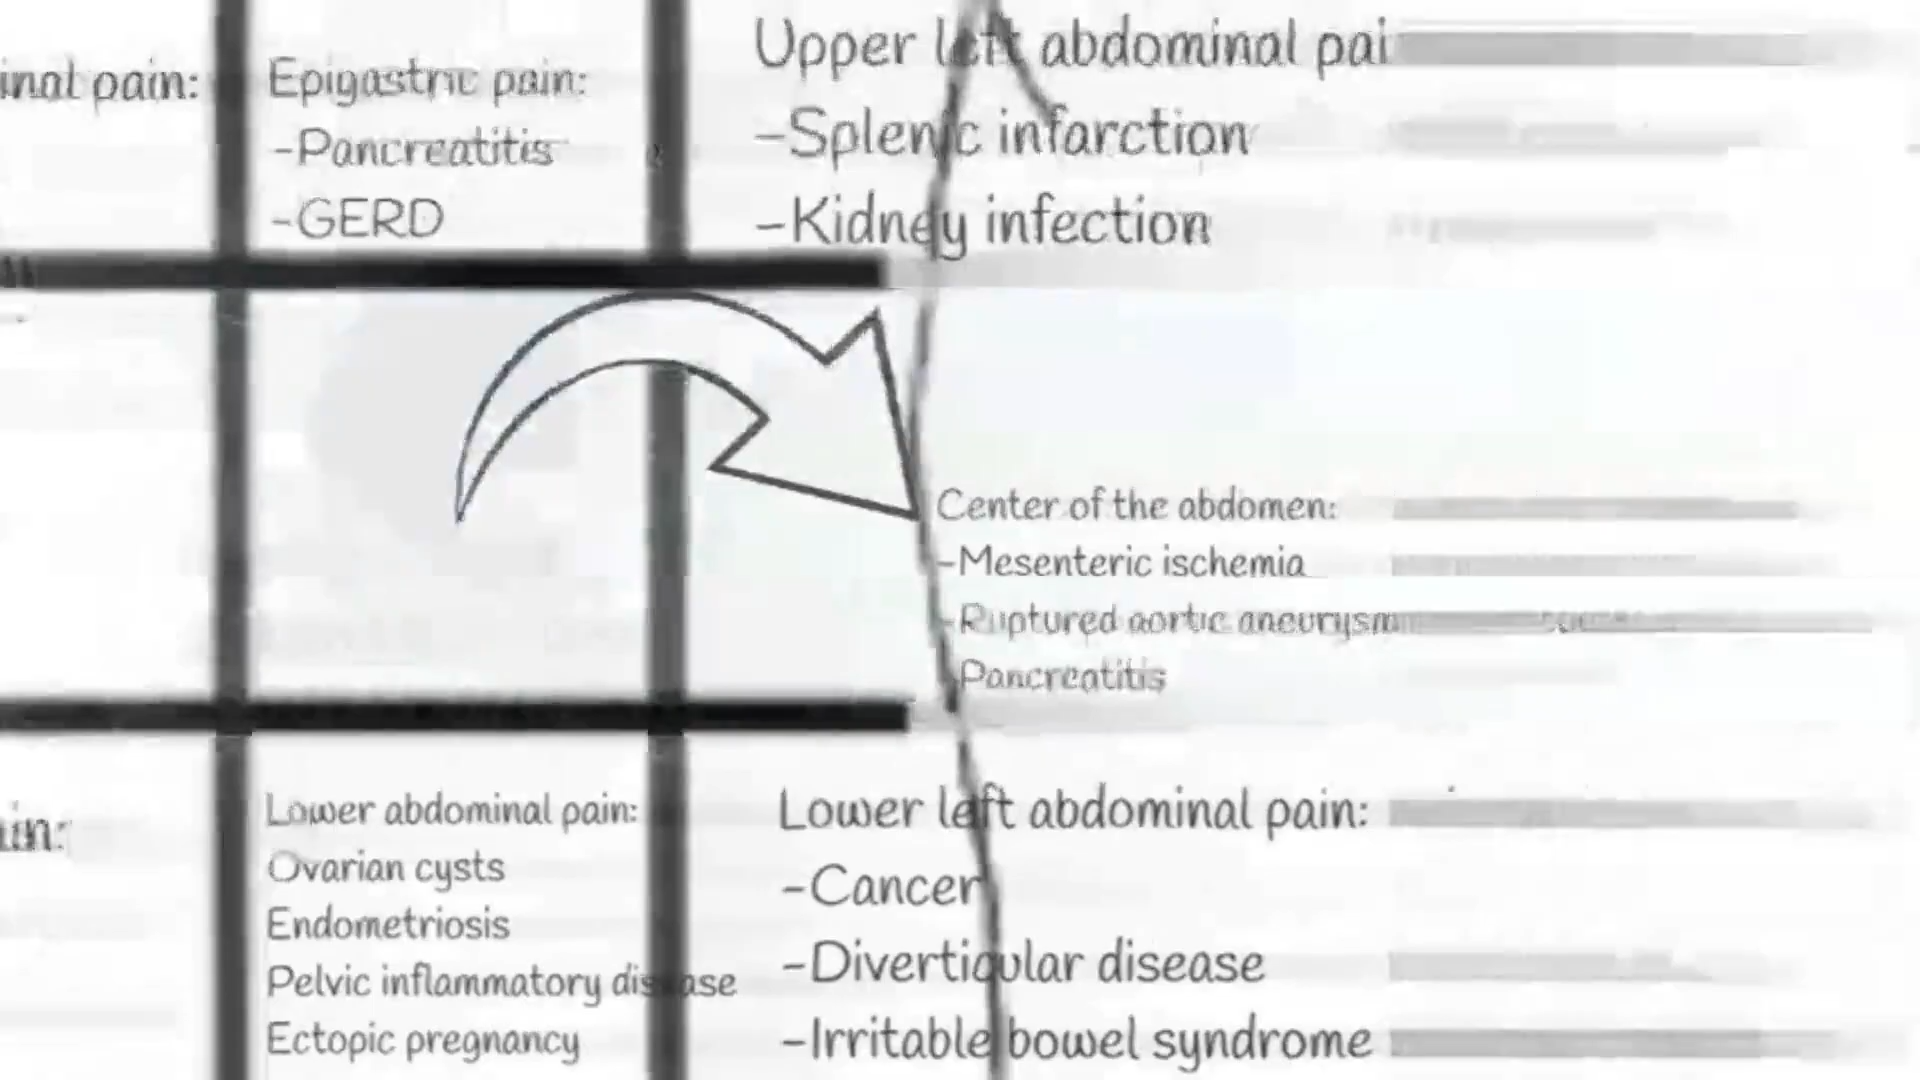 inal pain:
Epigastric pain:
-Pancreatitis
-GERD
Upper left abdominal pai
-Splenic infarction
-Kidney infection
Center of the abdomen:
-Mesenteric ischemia
-Ruptured aortic aneurysm
Pancreatitis
in:
Lower abdominal pain:
Ovarian cysts
Endometriosis
Pelvic inflammatory disease
Ectopic pregnancy
Lower left abdominal pain:
-Cancer
-Diverticular disease
-Irritable bowel syndrome